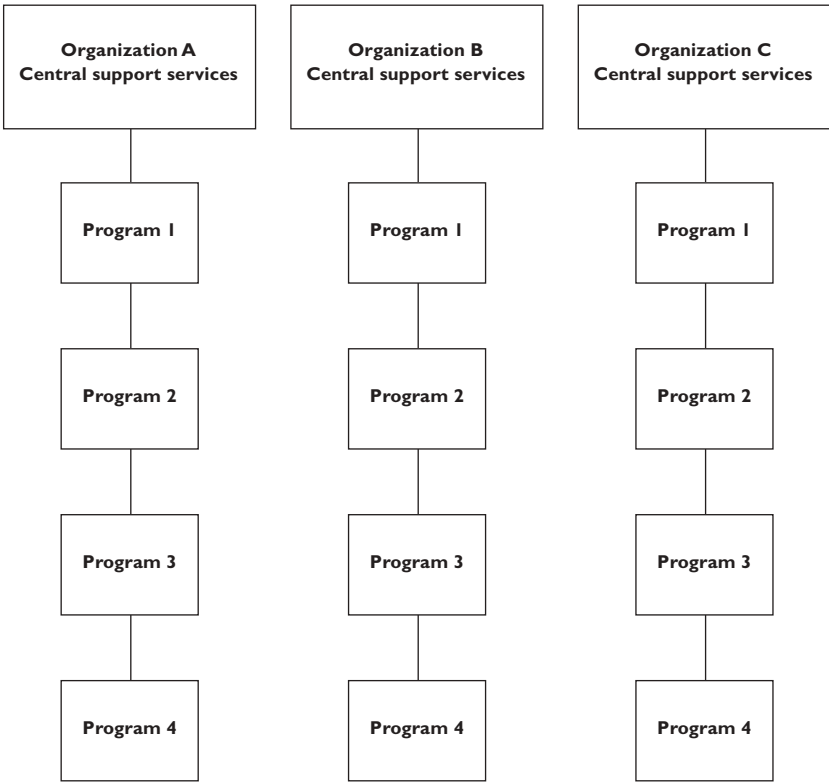 Organization A
Central support services
Organization B
Central support services
Organization C
Central support services
Program 1
Program 1
Program 1
Program 2
Program 2
Program 2
Program 3
Program 3
Program 3
Program 4
Program 4
Program 4